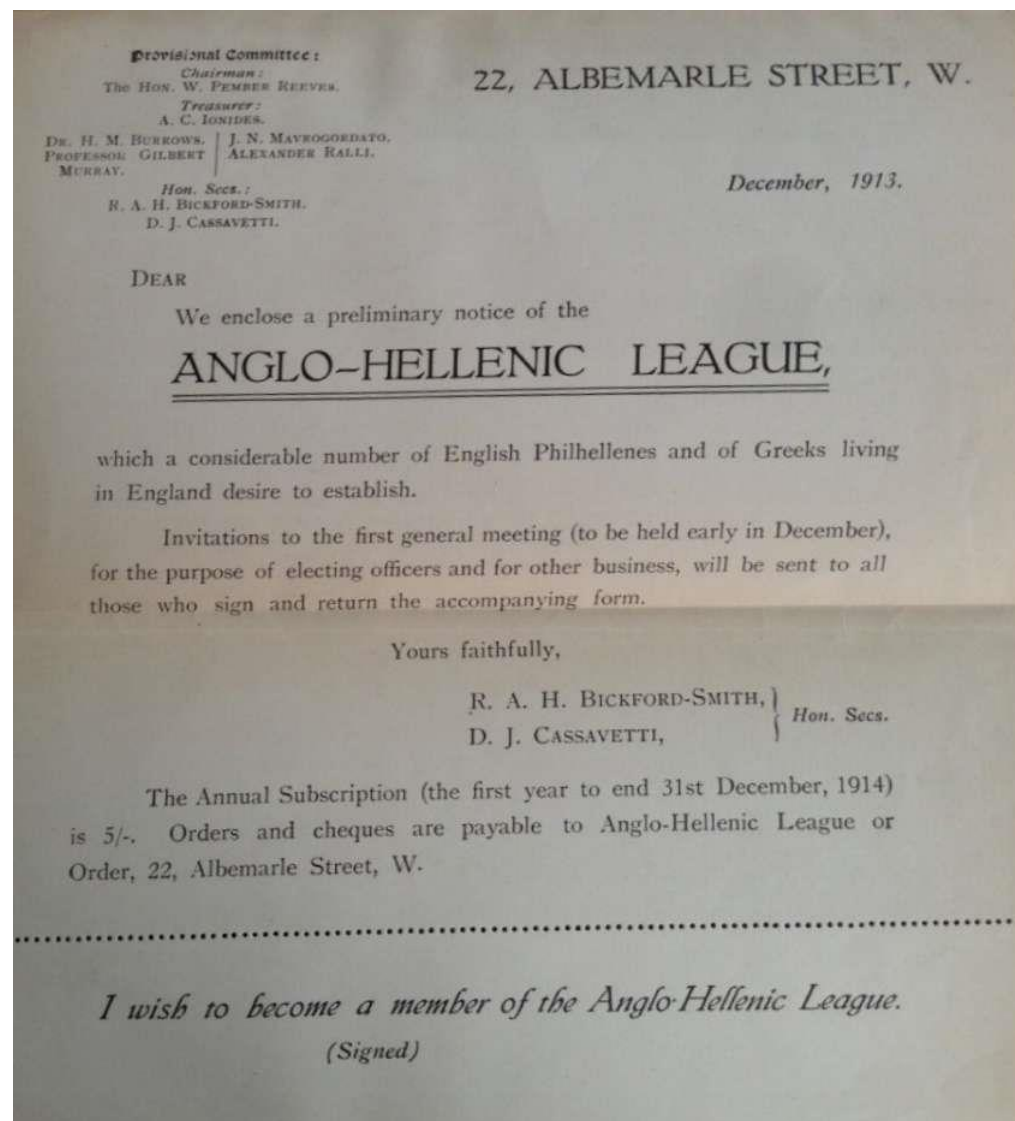 Provisional Committee:
Chairman:
The Hon. W. Pember Reeves.
Treasurer:
A. C. Ionides.
Dr. H. M. Burrows. J. N. Mavrogordato.
Professor Gilbert Alexander Ralli.
Murray.
Hon. Secs.:
R. A. H. Bickford-Smith.
D. J. Cassavetti.
22, ALBEMARLE STREET, W.
December, 1913.
Dear
We enclose a preliminary notice of the
ANGLO-HELLENIC LEAGUE,
which a considerable number of English Philhellenes and of Greeks living
in England desire to establish.
Invitations to the first general meeting (to be held early in December),
for the purpose of electing officers and for other business, will be sent to all
those who sign and return the accompanying form.
Yours faithfully,
R. A. H. Bickford-Smith, } Hon. Secs.
D. J. Cassavetti,
The Annual Subscription (the first year to end 31st December, 1914)
is 5/-. Orders and cheques are payable to Anglo-Hellenic League or
Order, 22, Albemarle Street, W.
I wish to become a member of the Anglo-Hellenic League.
(Signed)